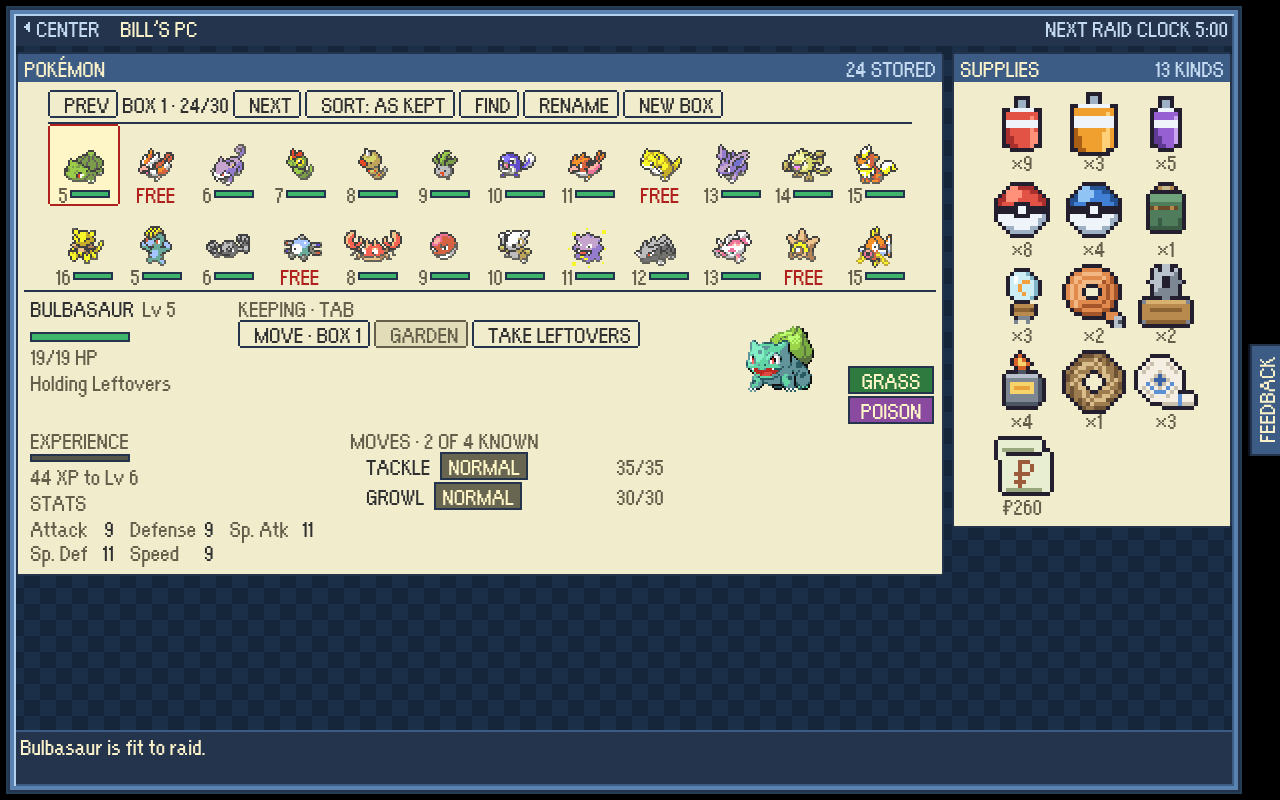 CENTER BILL'S PC NEXT RAID CLOCK 5:00
POKÉMON 24 STORED
SUPPLIES 13 KINDS
PREV BOX 1 · 24/30 NEXT SORT: AS KEPT FIND RENAME NEW BOX
5 FREE 6 7 8 9 10 11 FREE 13 14 15
16 5 6 FREE 8 9 10 11 12 13 FREE 15
BULBASAUR Lv 5
19/19 HP
Holding Leftovers
KEEPING · TAB
MOVE · BOX 1 GARDEN TAKE LEFTOVERS
GRASS
POISON
EXPERIENCE
44 XP to Lv 6
STATS
Attack 9 Defense 9 Sp. Atk 11
Sp. Def 11 Speed 9
MOVES · 2 OF 4 KNOWN
TACKLE NORMAL 35/35
GROWL NORMAL 30/30
×9 ×3 ×5
×8 ×4 ×1
×3 ×2 ×2
×4 ×1 ×3
₽
₽260
FEEDBACK
Bulbasaur is fit to raid.